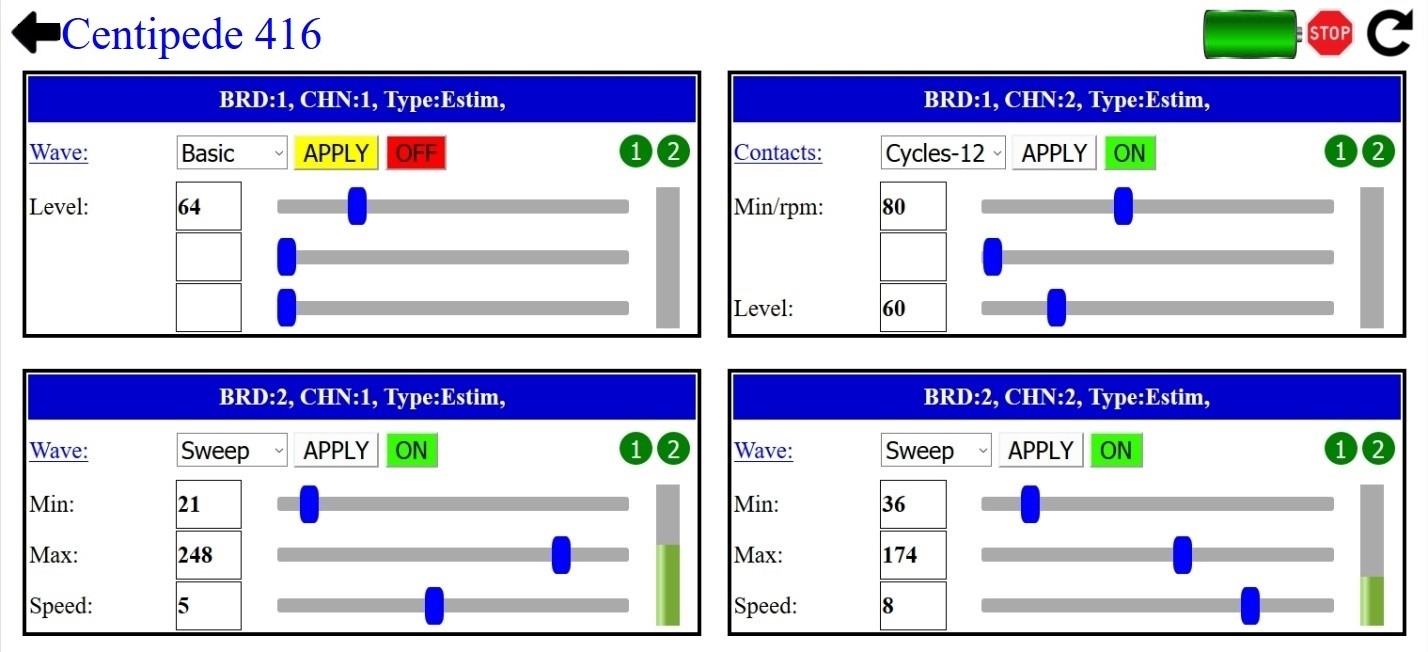 Centipede 416
STOP
BRD:1, CHN:1, Type:Estim,
Wave: Basic APPLY OFF 1 2
Level: 64
BRD:1, CHN:2, Type:Estim,
Contacts: Cycles-12 APPLY ON 1 2
Min/rpm: 80
Level: 60
BRD:2, CHN:1, Type:Estim,
Wave: Sweep APPLY ON 1 2
Min: 21
Max: 248
Speed: 5
BRD:2, CHN:2, Type:Estim,
Wave: Sweep APPLY ON 1 2
Min: 36
Max: 174
Speed: 8